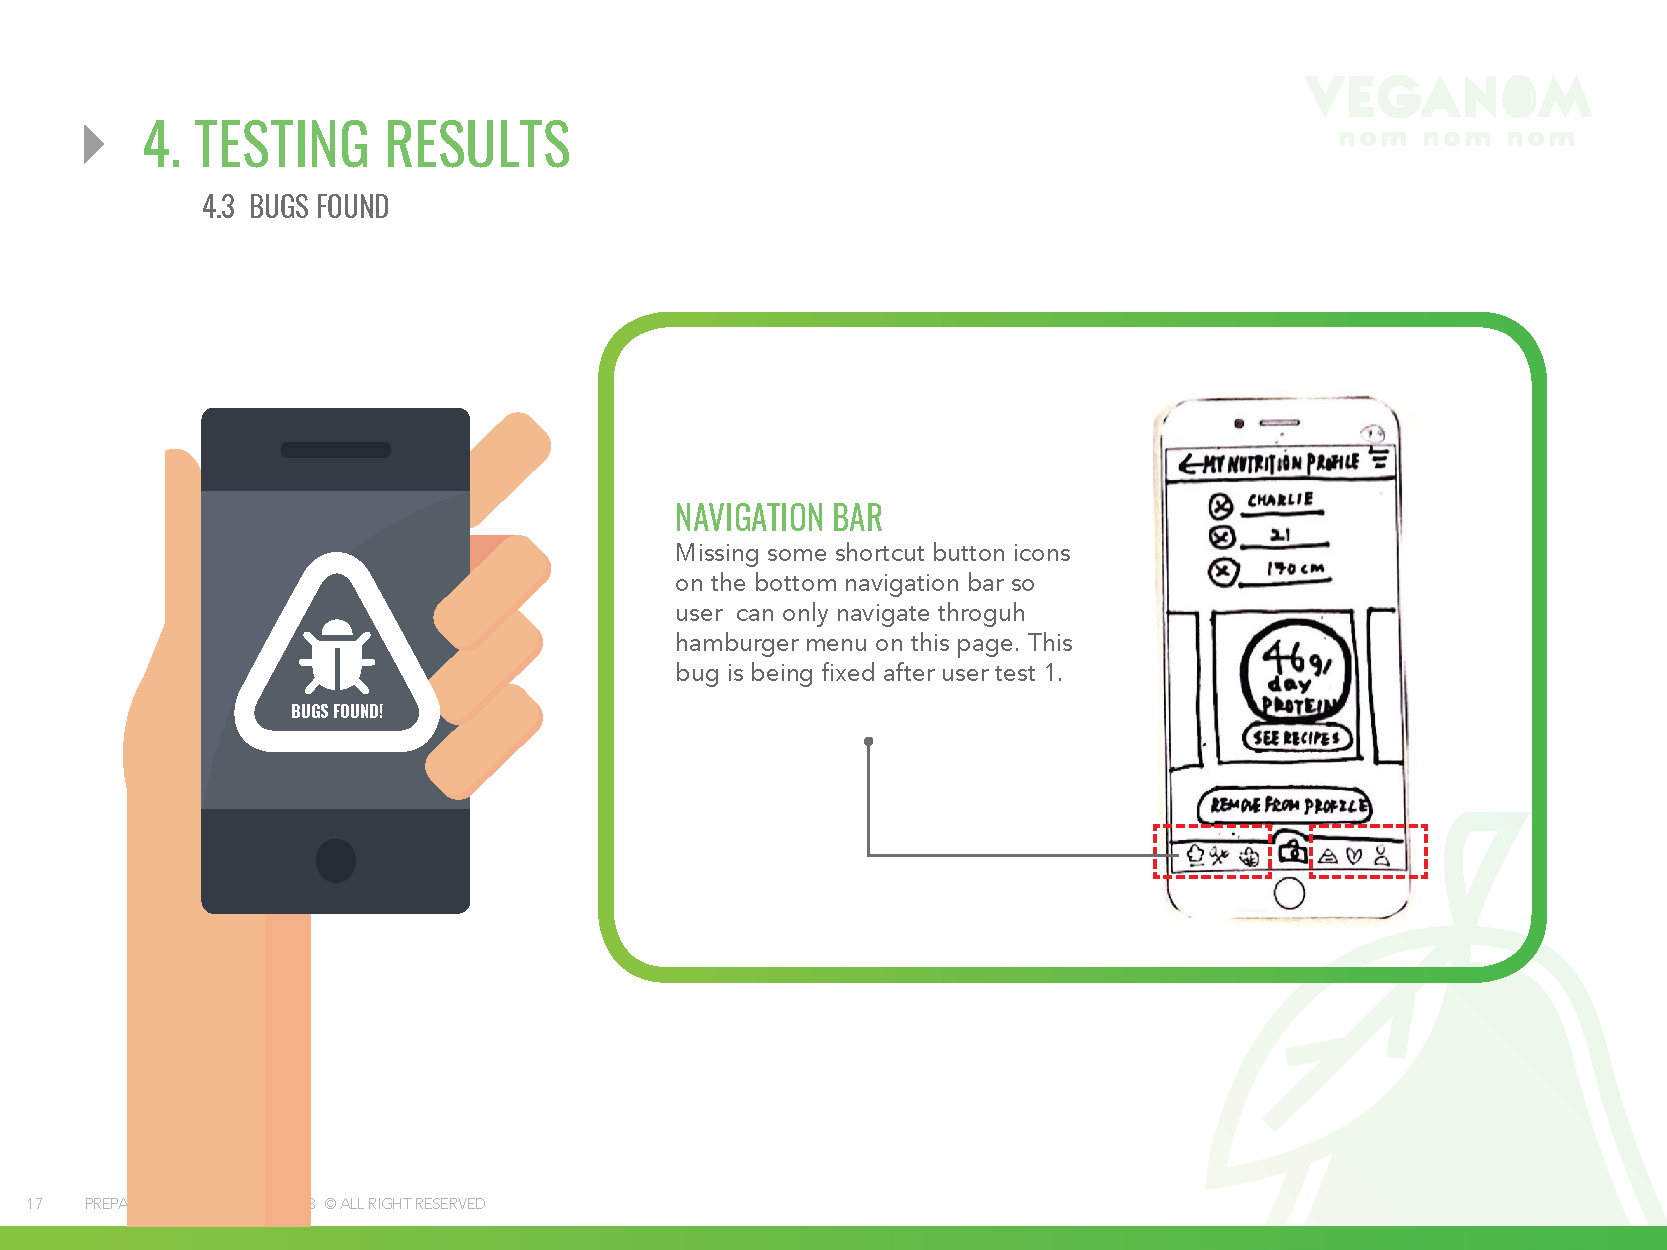 VEGANOM
nom nom nom
4. TESTING RESULTS
4.3 BUGS FOUND
BUGS FOUND!
NAVIGATION BAR
Missing some shortcut button icons
on the bottom navigation bar so
user can only navigate throguh
hamburger menu on this page. This
bug is being fixed after user test 1.
MY NUTRITION PROFILE
CHARLIE
21
170cm
46g/
day
PROTEIN
SEE RECIPES
REMOVE FROM PROFILE
17 8 © ALL RIGHT RESERVED